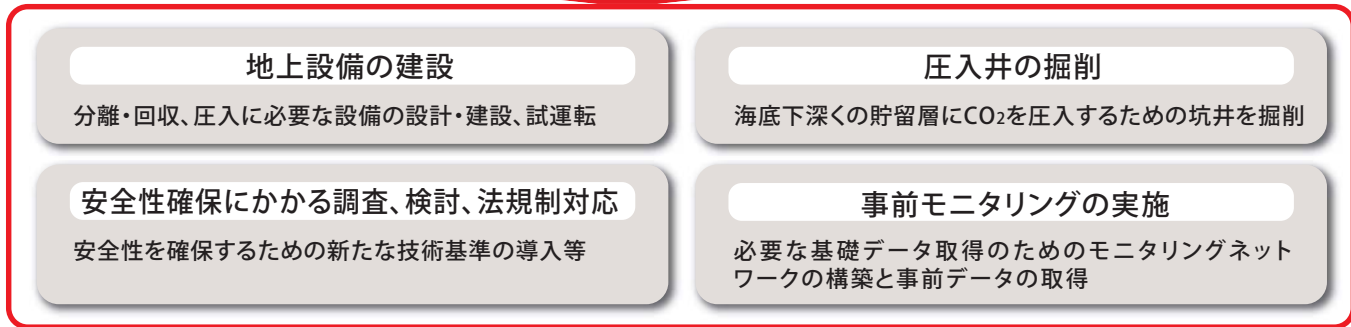 地上設備の建設
分離・回収、圧入に必要な設備の設計・建設、試運転
圧入井の掘削
海底下深くの貯留層にCO2を圧入するための坑井を掘削
安全性確保にかかる調査、検討、法規制対応
安全性を確保するための新たな技術基準の導入等
事前モニタリングの実施
必要な基礎データ取得のためのモニタリングネット
ワークの構築と事前データの取得